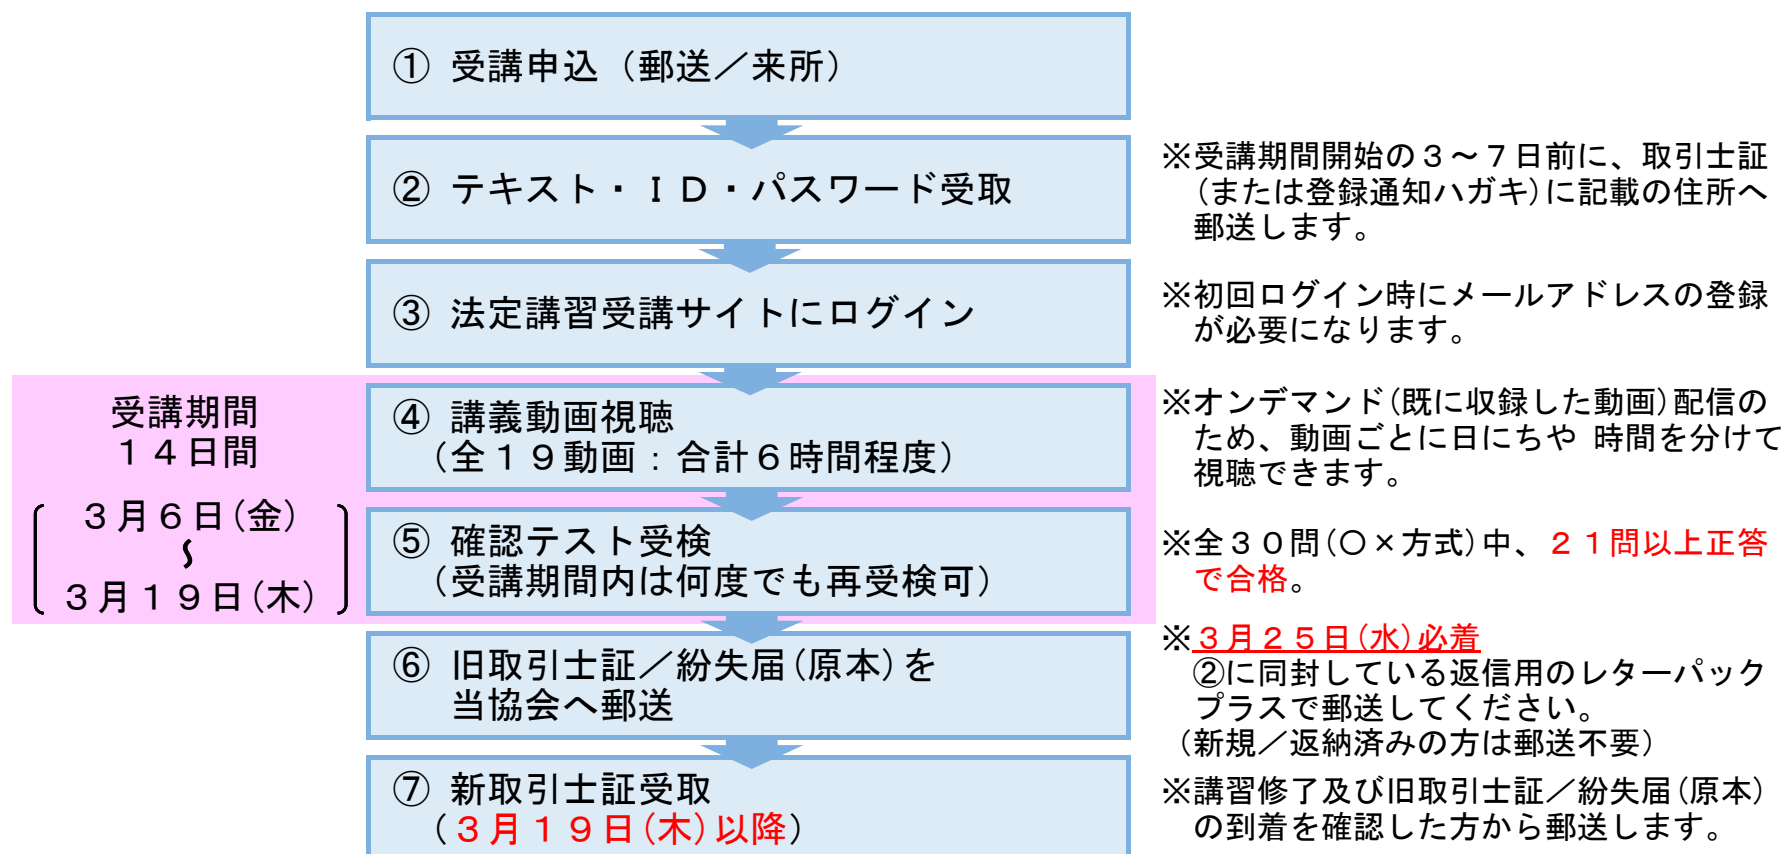 ① 受講申込（郵送／来所）
② テキスト・ＩＤ・パスワード受取
※受講期間開始の３～７日前に、取引士証
(または登録通知ハガキ)に記載の住所へ
郵送します。
③ 法定講習受講サイトにログイン
※初回ログイン時にメールアドレスの登録
が必要になります。
受講期間
１４日間
３月６日(金)
～
３月１９日(木)
④ 講義動画視聴
（全１９動画：合計６時間程度）
※オンデマンド(既に収録した動画)配信の
ため、動画ごとに日にちや 時間を分けて
視聴できます。
⑤ 確認テスト受検
（受講期間内は何度でも再受検可）
※全３０問(○×方式)中、２１問以上正答
で合格。
⑥ 旧取引士証／紛失届(原本)を
当協会へ郵送
※３月２５日(水)必着
②に同封している返信用のレターパック
プラスで郵送してください。
（新規／返納済みの方は郵送不要）
⑦ 新取引士証受取
（３月１９日(木)以降）
※講習修了及び旧取引士証／紛失届(原本)
の到着を確認した方から郵送します。